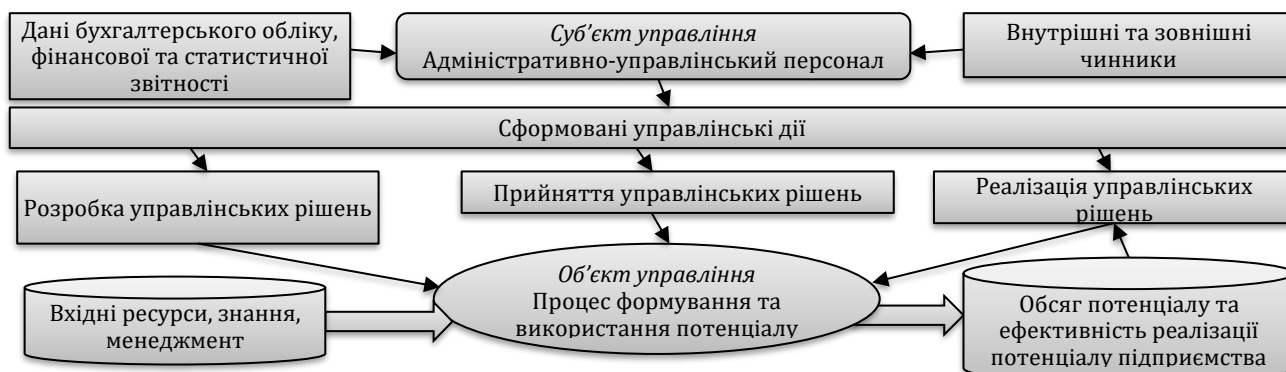 Дані бухгалтерського обліку,
фінансової та статистичної
звітності
Суб’єкт управління
Адміністративно-управлінський персонал
Внутрішні та зовнішні
чинники
Сформовані управлінські дії
Розробка управлінських рішень
Прийняття управлінських рішень
Реалізація управлінських
рішень
Об’єкт управління
Процес формування та
використання потенціалу
Вхідні ресурси, знання,
менеджмент
Обсяг потенціалу та
ефективність реалізації
потенціалу підприємства